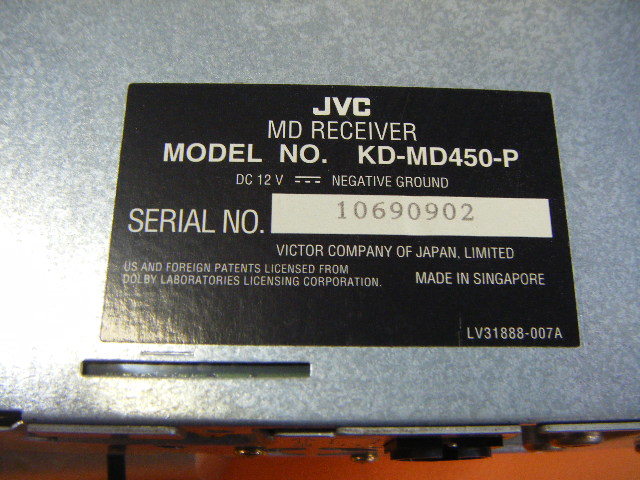 JVC
MD RECEIVER
MODEL NO. KD-MD450-P
DC 12 V ⎓ NEGATIVE GROUND
SERIAL NO. 10690902
VICTOR COMPANY OF JAPAN, LIMITED
US AND FOREIGN PATENTS LICENSED FROM
DOLBY LABORATORIES LICENSING CORPORATION.
MADE IN SINGAPORE
LV31888-007A